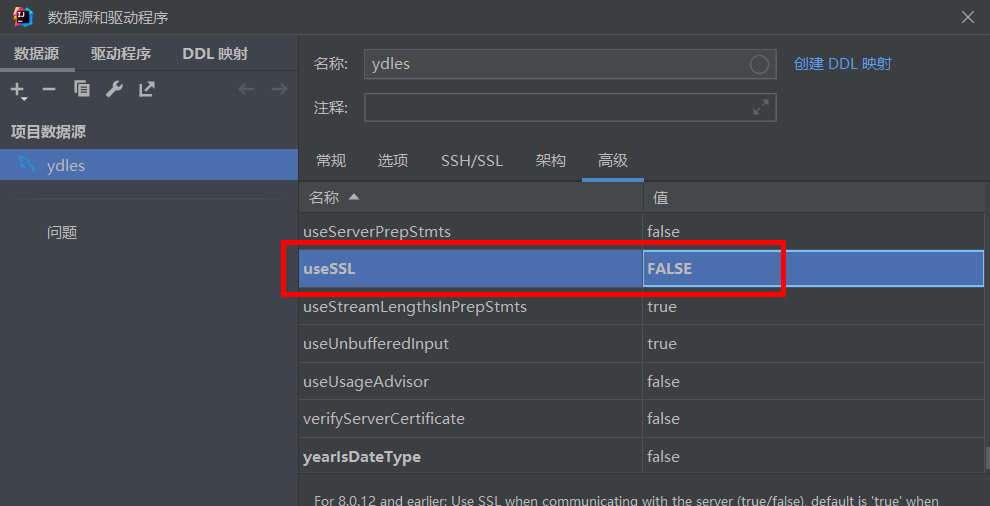 数据源和驱动程序
数据源 驱动程序 DDL 映射
名称: ydles 创建 DDL 映射
注释:
项目数据源
ydles
问题
常规 选项 SSH/SSL 架构 高级
名称 值
useServerPrepStmts false
useSSL FALSE
useStreamLengthsInPrepStmts true
useUnbufferedInput true
useUsageAdvisor false
verifyServerCertificate false
yearIsDateType false
For 8.0.12 and earlier: Use SSL when communicating with the server (true/false), default is 'true' when